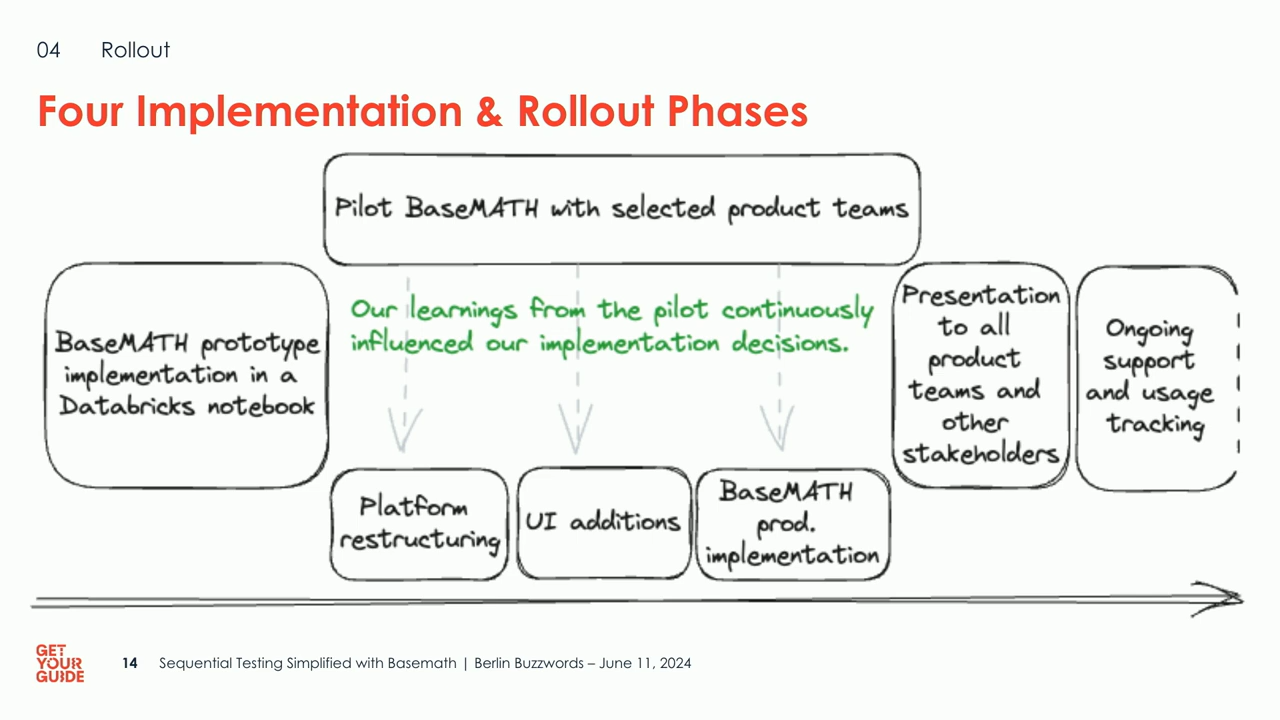 04 Rollout
Four Implementation & Rollout Phases
Pilot BaseMATH with selected product teams
BaseMATH prototype
implementation in a
Databricks notebook
Our learnings from the pilot continuously
influenced our implementation decisions.
Platform
restructuring
UI additions
BaseMATH
prod.
implementation
Presentation
to all
product
teams and
other
stakeholders
Ongoing
support
and usage
tracking
GET
YOUR
GUIDE
14 Sequential Testing Simplified with Basemath | Berlin Buzzwords – June 11, 2024